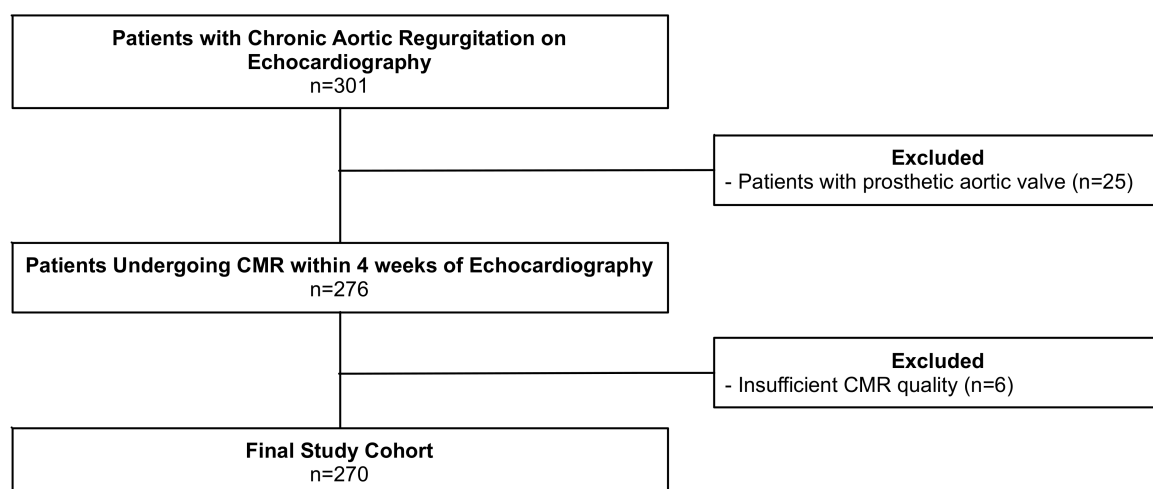 Patients with Chronic Aortic Regurgitation on
Echocardiography
n=301
Excluded
- Patients with prosthetic aortic valve (n=25)
Patients Undergoing CMR within 4 weeks of Echocardiography
n=276
Excluded
- Insufficient CMR quality (n=6)
Final Study Cohort
n=270